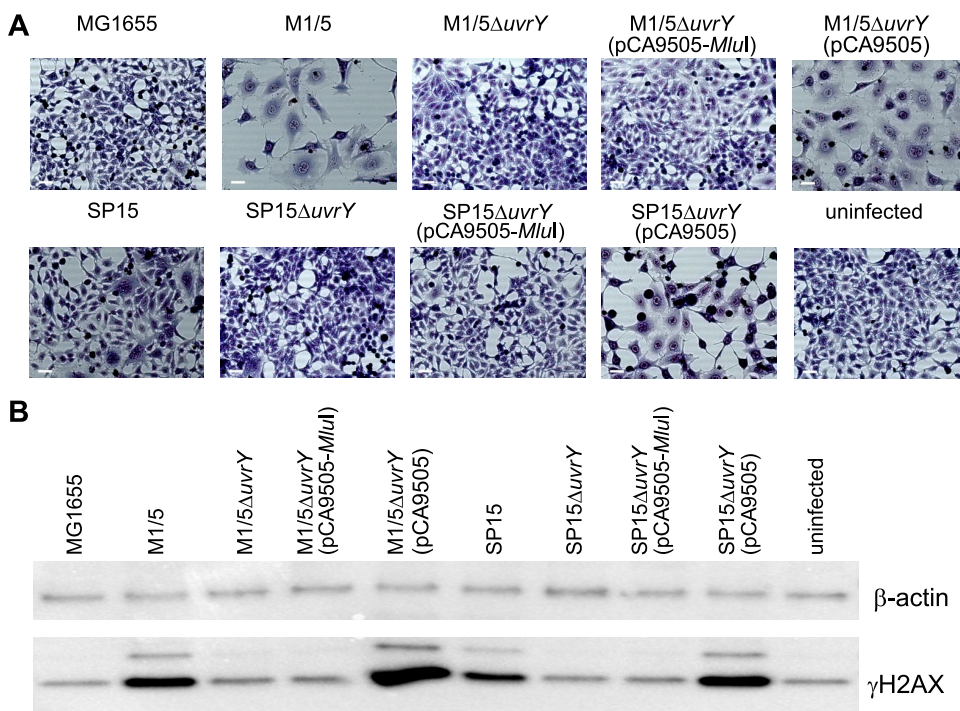 A
MG1655
M1/5
M1/5ΔuvrY
M1/5ΔuvrY
(pCA9505-MluI)
M1/5ΔuvrY
(pCA9505)
SP15
SP15ΔuvrY
SP15ΔuvrY
(pCA9505-MluI)
SP15ΔuvrY
(pCA9505)
uninfected
B
MG1655
M1/5
M1/5ΔuvrY
M1/5ΔuvrY
(pCA9505-MluI)
M1/5ΔuvrY
(pCA9505)
SP15
SP15ΔuvrY
SP15ΔuvrY
(pCA9505-MluI)
SP15ΔuvrY
(pCA9505)
uninfected
β-actin
γH2AX